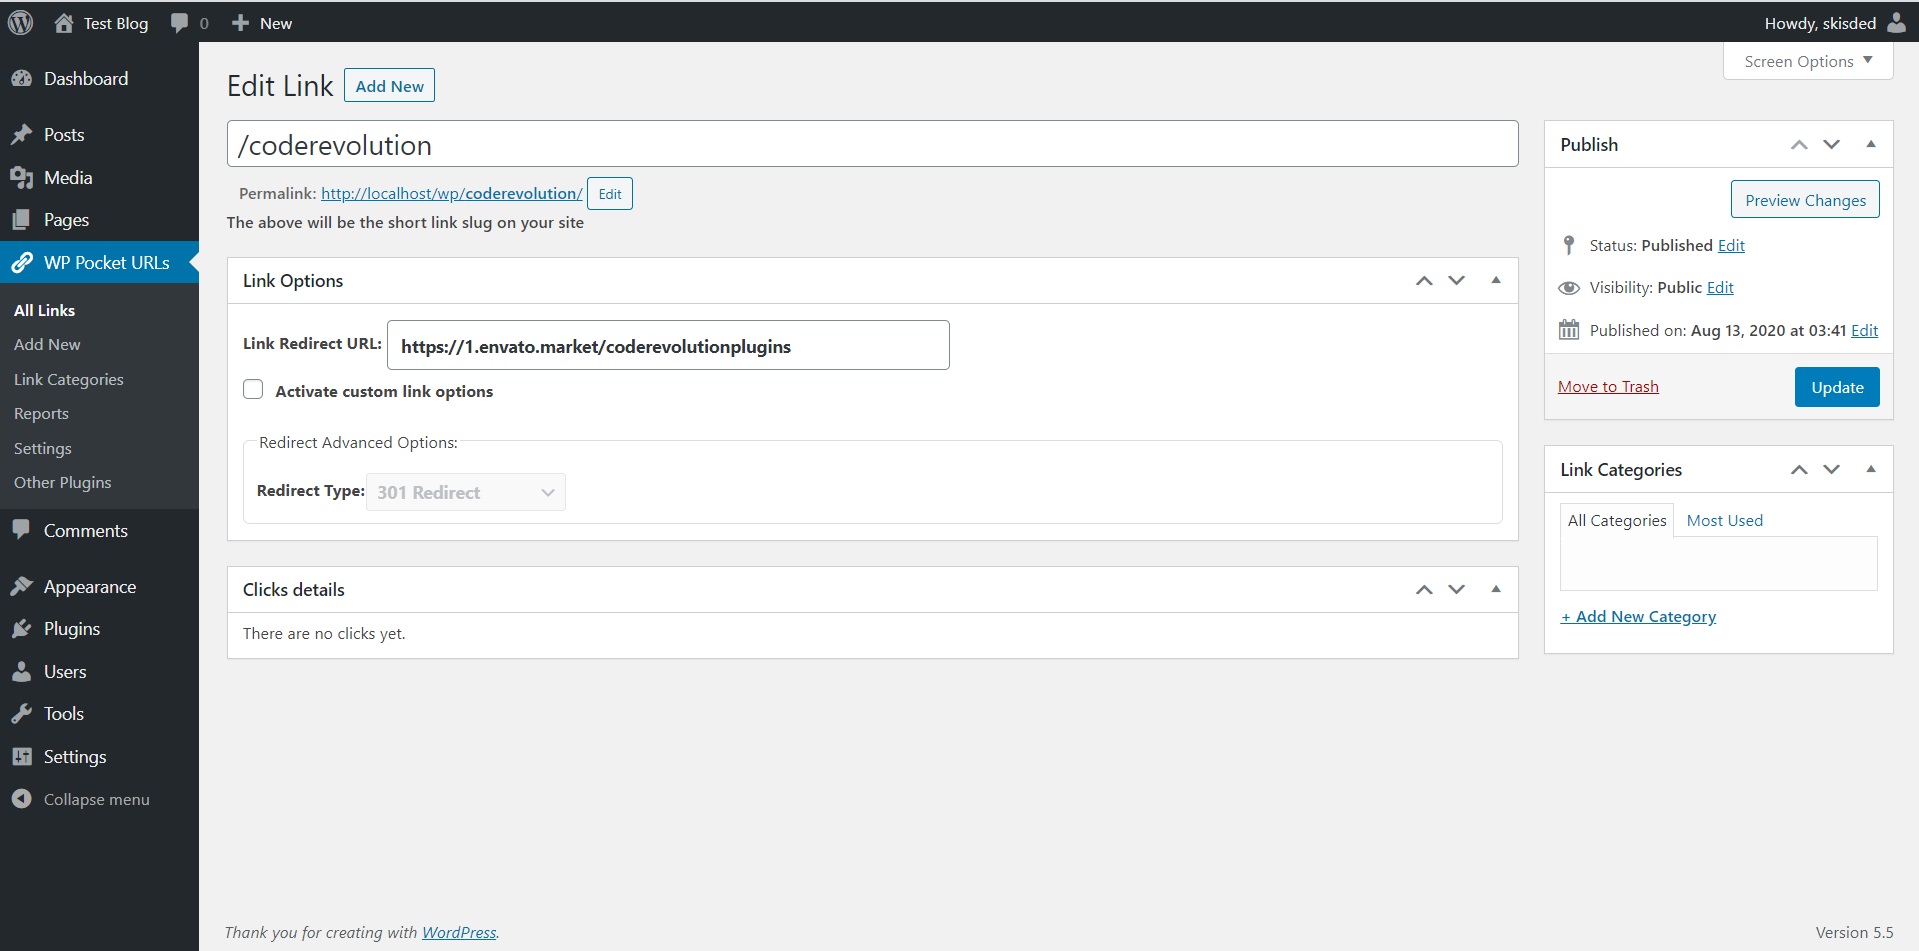 Test Blog 0 New Howdy, skisded
Screen Options
Dashboard
Posts
Media
Pages
WP Pocket URLs
All Links
Add New
Link Categories
Reports
Settings
Other Plugins
Comments
Appearance
Plugins
Users
Tools
Settings
Collapse menu
Edit Link Add New
/coderevolution
Permalink: http://localhost/wp/coderevolution/ Edit
The above will be the short link slug on your site
Link Options
Link Redirect URL: https://1.envato.market/coderevolutionplugins
Activate custom link options
Redirect Advanced Options:
Redirect Type: 301 Redirect
Clicks details
There are no clicks yet.
Publish
Preview Changes
Status: Published Edit
Visibility: Public Edit
Published on: Aug 13, 2020 at 03:41 Edit
Move to Trash Update
Link Categories
All Categories Most Used
+ Add New Category
Thank you for creating with WordPress. Version 5.5